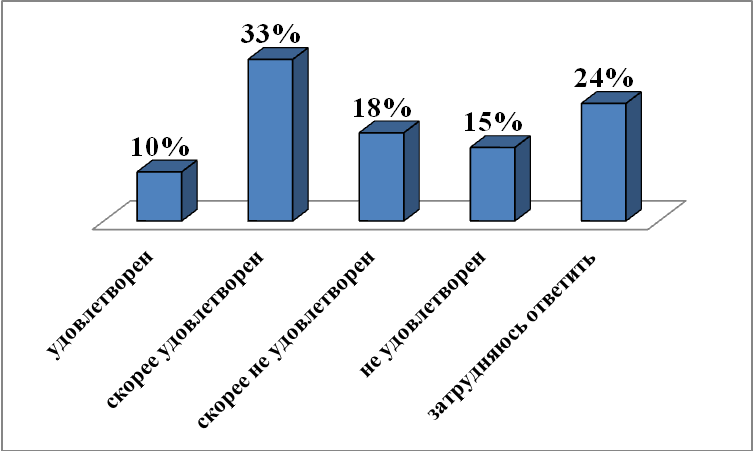 33%
24%
18%
15%
10%
удовлетворен
скорее удовлетворен
скорее не удовлетворен
не удовлетворен
затрудняюсь ответить